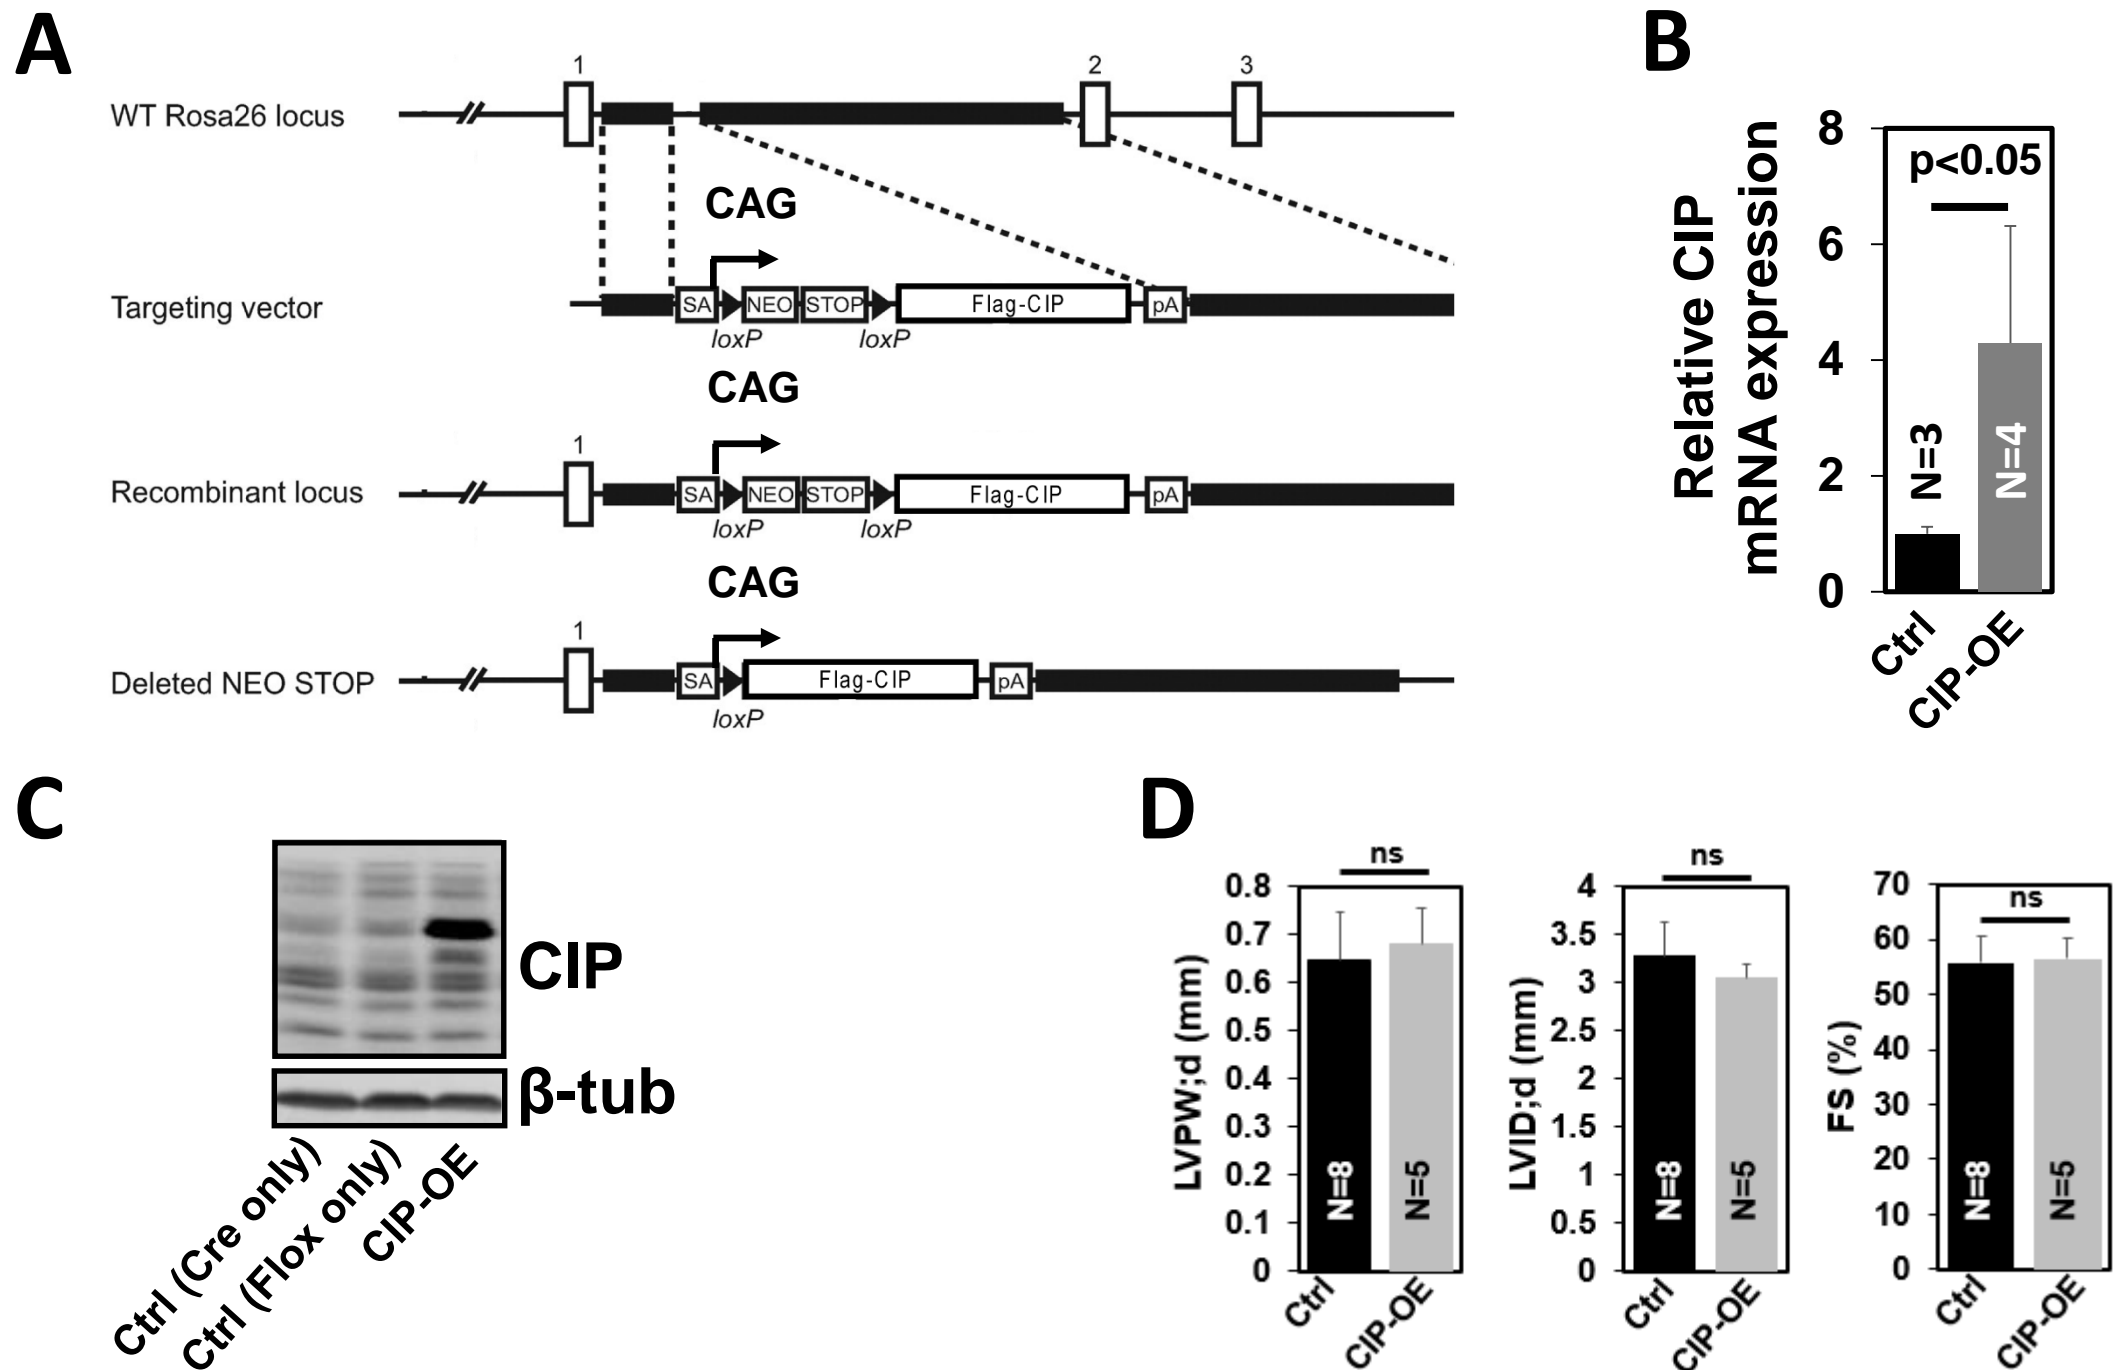 A
1 2 3
WT Rosa26 locus
CAG
Targeting vector
SA NEO STOP Flag-CIP pA
loxP loxP
CAG
1
Recombinant locus
SA NEO STOP Flag-CIP pA
loxP loxP
CAG
1
Deleted NEO STOP
SA Flag-CIP pA
loxP
B
Relative CIP
mRNA expression
8
6
4
2
0
p<0.05
N=3
N=4
Ctrl
CIP-OE
C
CIP
β-tub
Ctrl (Cre only)
Ctrl (Flox only)
CIP-OE
D
LVPW;d (mm)
0.8
0.7
0.6
0.5
0.4
0.3
0.2
0.1
0
ns
N=8
N=5
Ctrl
CIP-OE
LVID;d (mm)
4
3.5
3
2.5
2
1.5
1
0.5
0
ns
N=8
N=5
Ctrl
CIP-OE
FS (%)
70
60
50
40
30
20
10
0
ns
N=8
N=5
Ctrl
CIP-OE